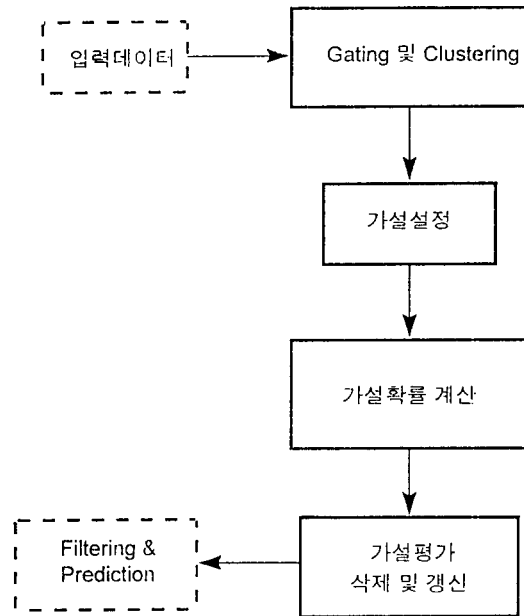 입력데이터
Gating 및 Clustering
가설설정
가설확률 계산
가설평가
삭제 및 갱신
Filtering &
Prediction